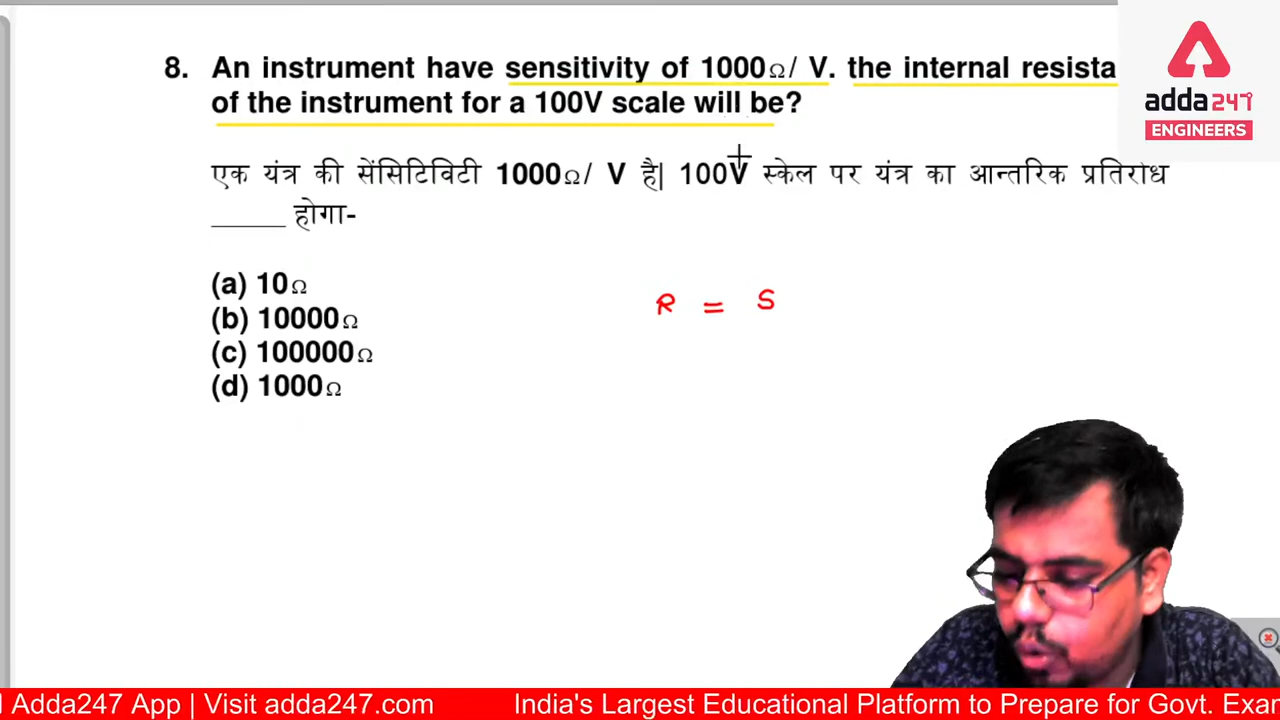 8. An instrument have sensitivity of 1000Ω/ V. the internal resista
of the instrument for a 100V scale will be?
एक यंत्र की सेंसिटिविटी 1000Ω/ V है| 100V स्केल पर यंत्र का आन्तरिक प्रतिरोध
_____ होगा-
(a) 10Ω
(b) 10000Ω
(c) 100000Ω
(d) 1000Ω
R = S
adda247
ENGINEERS
Adda247 App | Visit adda247.com India's Largest Educational Platform to Prepare for Govt. Exar